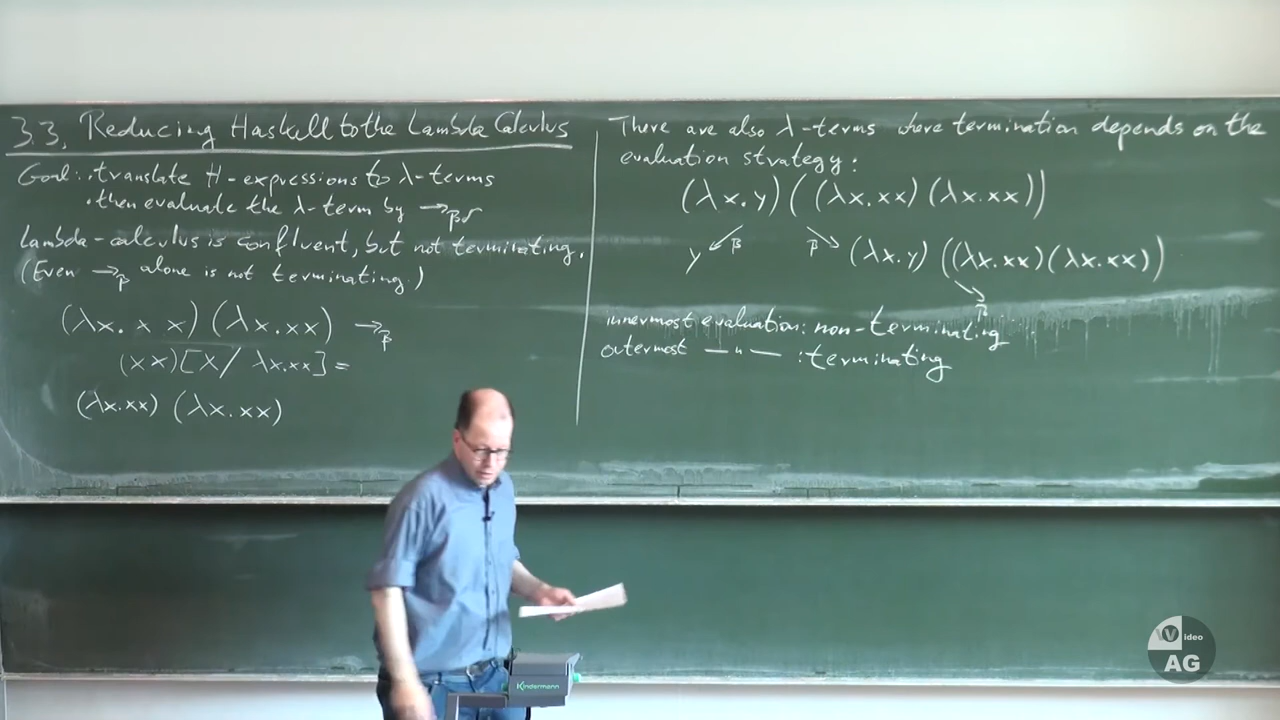 3.3. Reducing Haskell to the Lambda Calculus
Goal: • translate H-expressions to λ-terms
• then evaluate the λ-term by →βδ
Lambda-calculus is confluent, but not terminating.
(Even →β alone is not terminating.)
(λx. x x) (λx.xx) →β
(xx)[x/ λx.xx] =
(λx.xx) (λx.xx)
There are also λ-terms where termination depends on the
evaluation strategy:
(λx.y) ((λx.xx) (λx.xx))
y ↙β ↘β (λx.y) ((λx.xx)(λx.xx))
↘β
innermost evaluation: non-terminating
outermost —"— : terminating
Kindermann
Video
AG